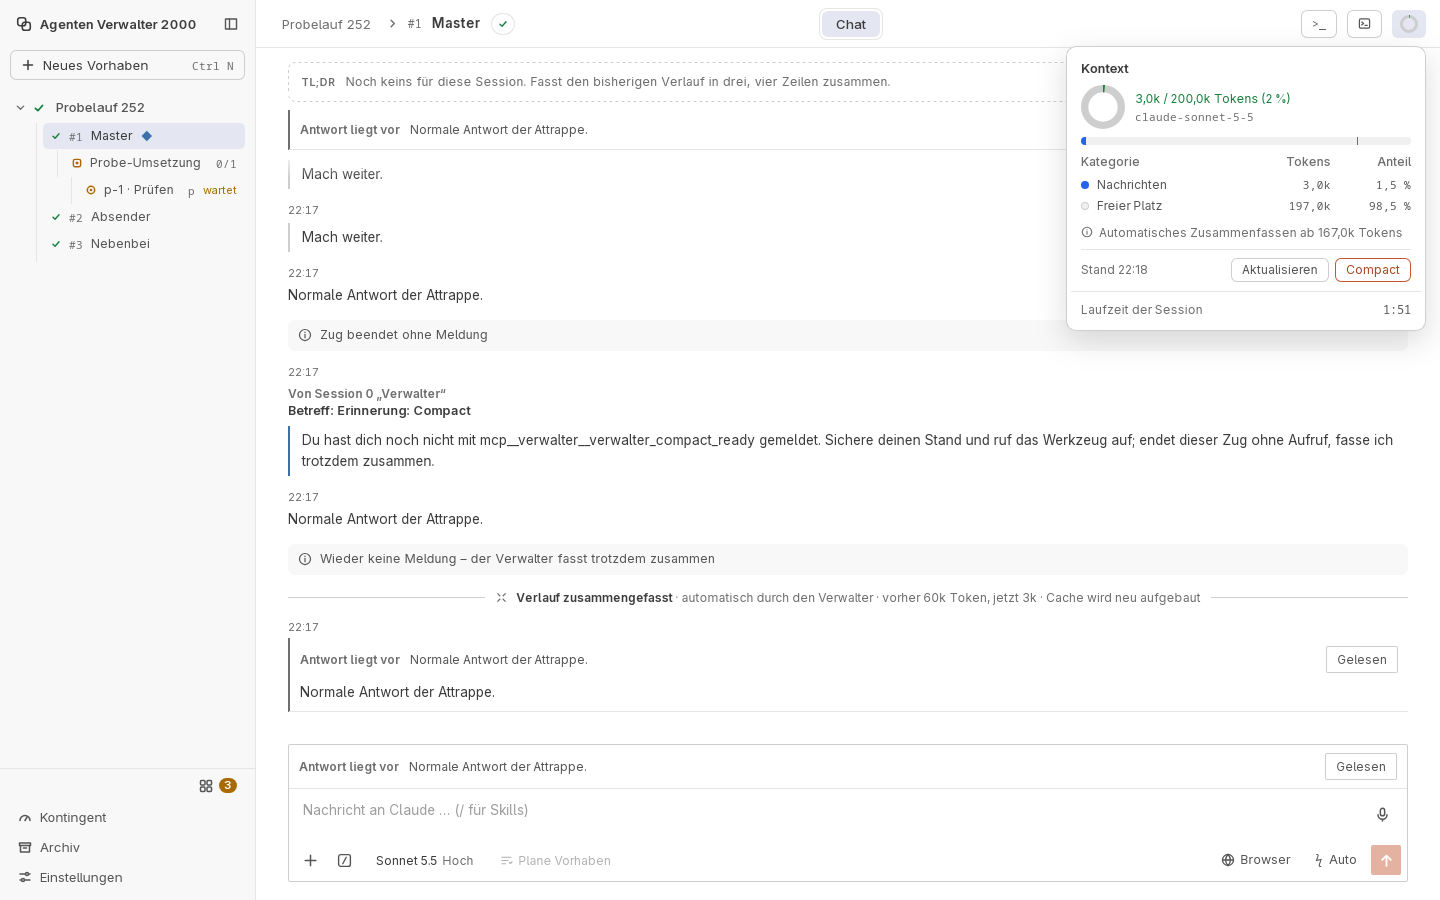 Agenten Verwalter 2000
Neues Vorhaben Ctrl N
Probelauf 252
#1 Master
Probe-Umsetzung 0/1
p-1 · Prüfen p wartet
#2 Absender
#3 Nebenbei
3
Kontingent
Archiv
Einstellungen
Probelauf 252 #1 Master
Chat
>_
TL;DR Noch keins für diese Session. Fasst den bisherigen Verlauf in drei, vier Zeilen zusammen.
Antwort liegt vor Normale Antwort der Attrappe.
Mach weiter.
22:17
Mach weiter.
22:17
Normale Antwort der Attrappe.
Zug beendet ohne Meldung
22:17
Von Session 0 „Verwalter“
Betreff: Erinnerung: Compact
Du hast dich noch nicht mit mcp__verwalter__verwalter_compact_ready gemeldet. Sichere deinen Stand und ruf das Werkzeug auf; endet dieser Zug ohne Aufruf, fasse ich
trotzdem zusammen.
22:17
Normale Antwort der Attrappe.
Wieder keine Meldung – der Verwalter fasst trotzdem zusammen
Verlauf zusammengefasst · automatisch durch den Verwalter · vorher 60k Token, jetzt 3k · Cache wird neu aufgebaut
22:17
Antwort liegt vor Normale Antwort der Attrappe. Gelesen
Normale Antwort der Attrappe.
Antwort liegt vor Normale Antwort der Attrappe. Gelesen
Nachricht an Claude … (/ für Skills)
Sonnet 5.5 Hoch Plane Vorhaben Browser Auto
Kontext
3,0k / 200,0k Tokens (2 %)
claude-sonnet-5-5
Kategorie Tokens Anteil
Nachrichten 3,0k 1,5 %
Freier Platz 197,0k 98,5 %
Automatisches Zusammenfassen ab 167,0k Tokens
Stand 22:18 Aktualisieren Compact
Laufzeit der Session 1:51